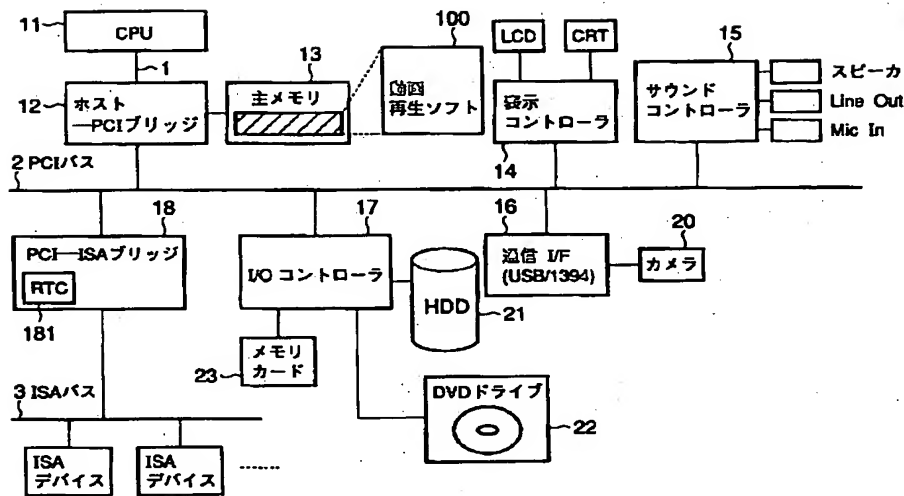 11
CPU
1
12
ホスト
—PCIブリッジ
13
主メモリ
100
動画
再生ソフト
LCD
CRT
表示
コントローラ
14
15
サウンド
コントローラ
スピーカ
Line Out
Mic In
2 PCIバス
18
PCI—ISAブリッジ
RTC
181
17
I/O コントローラ
HDD
21
16
通信 I/F
(USB/1394)
20
カメラ
23
メモリ
カード
DVDドライブ
22
3 ISAバス
ISA
デバイス
ISA
デバイス